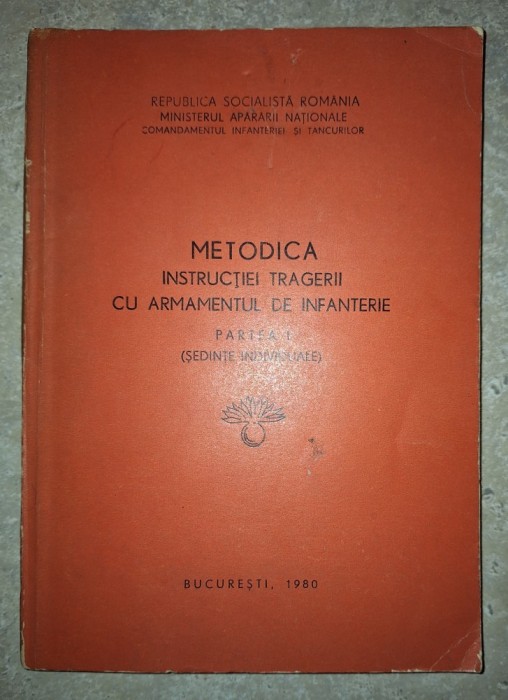 REPUBLICA SOCIALISTĂ ROMÂNIA
MINISTERUL APĂRĂRII NAȚIONALE
COMANDAMENTUL INFANTERIEI ȘI TANCURILOR
METODICA
INSTRUCȚIEI TRAGERII
CU ARMAMENTUL DE INFANTERIE
PARTEA I
(ȘEDINȚE INDIVIDUALE)
BUCUREȘTI, 1980